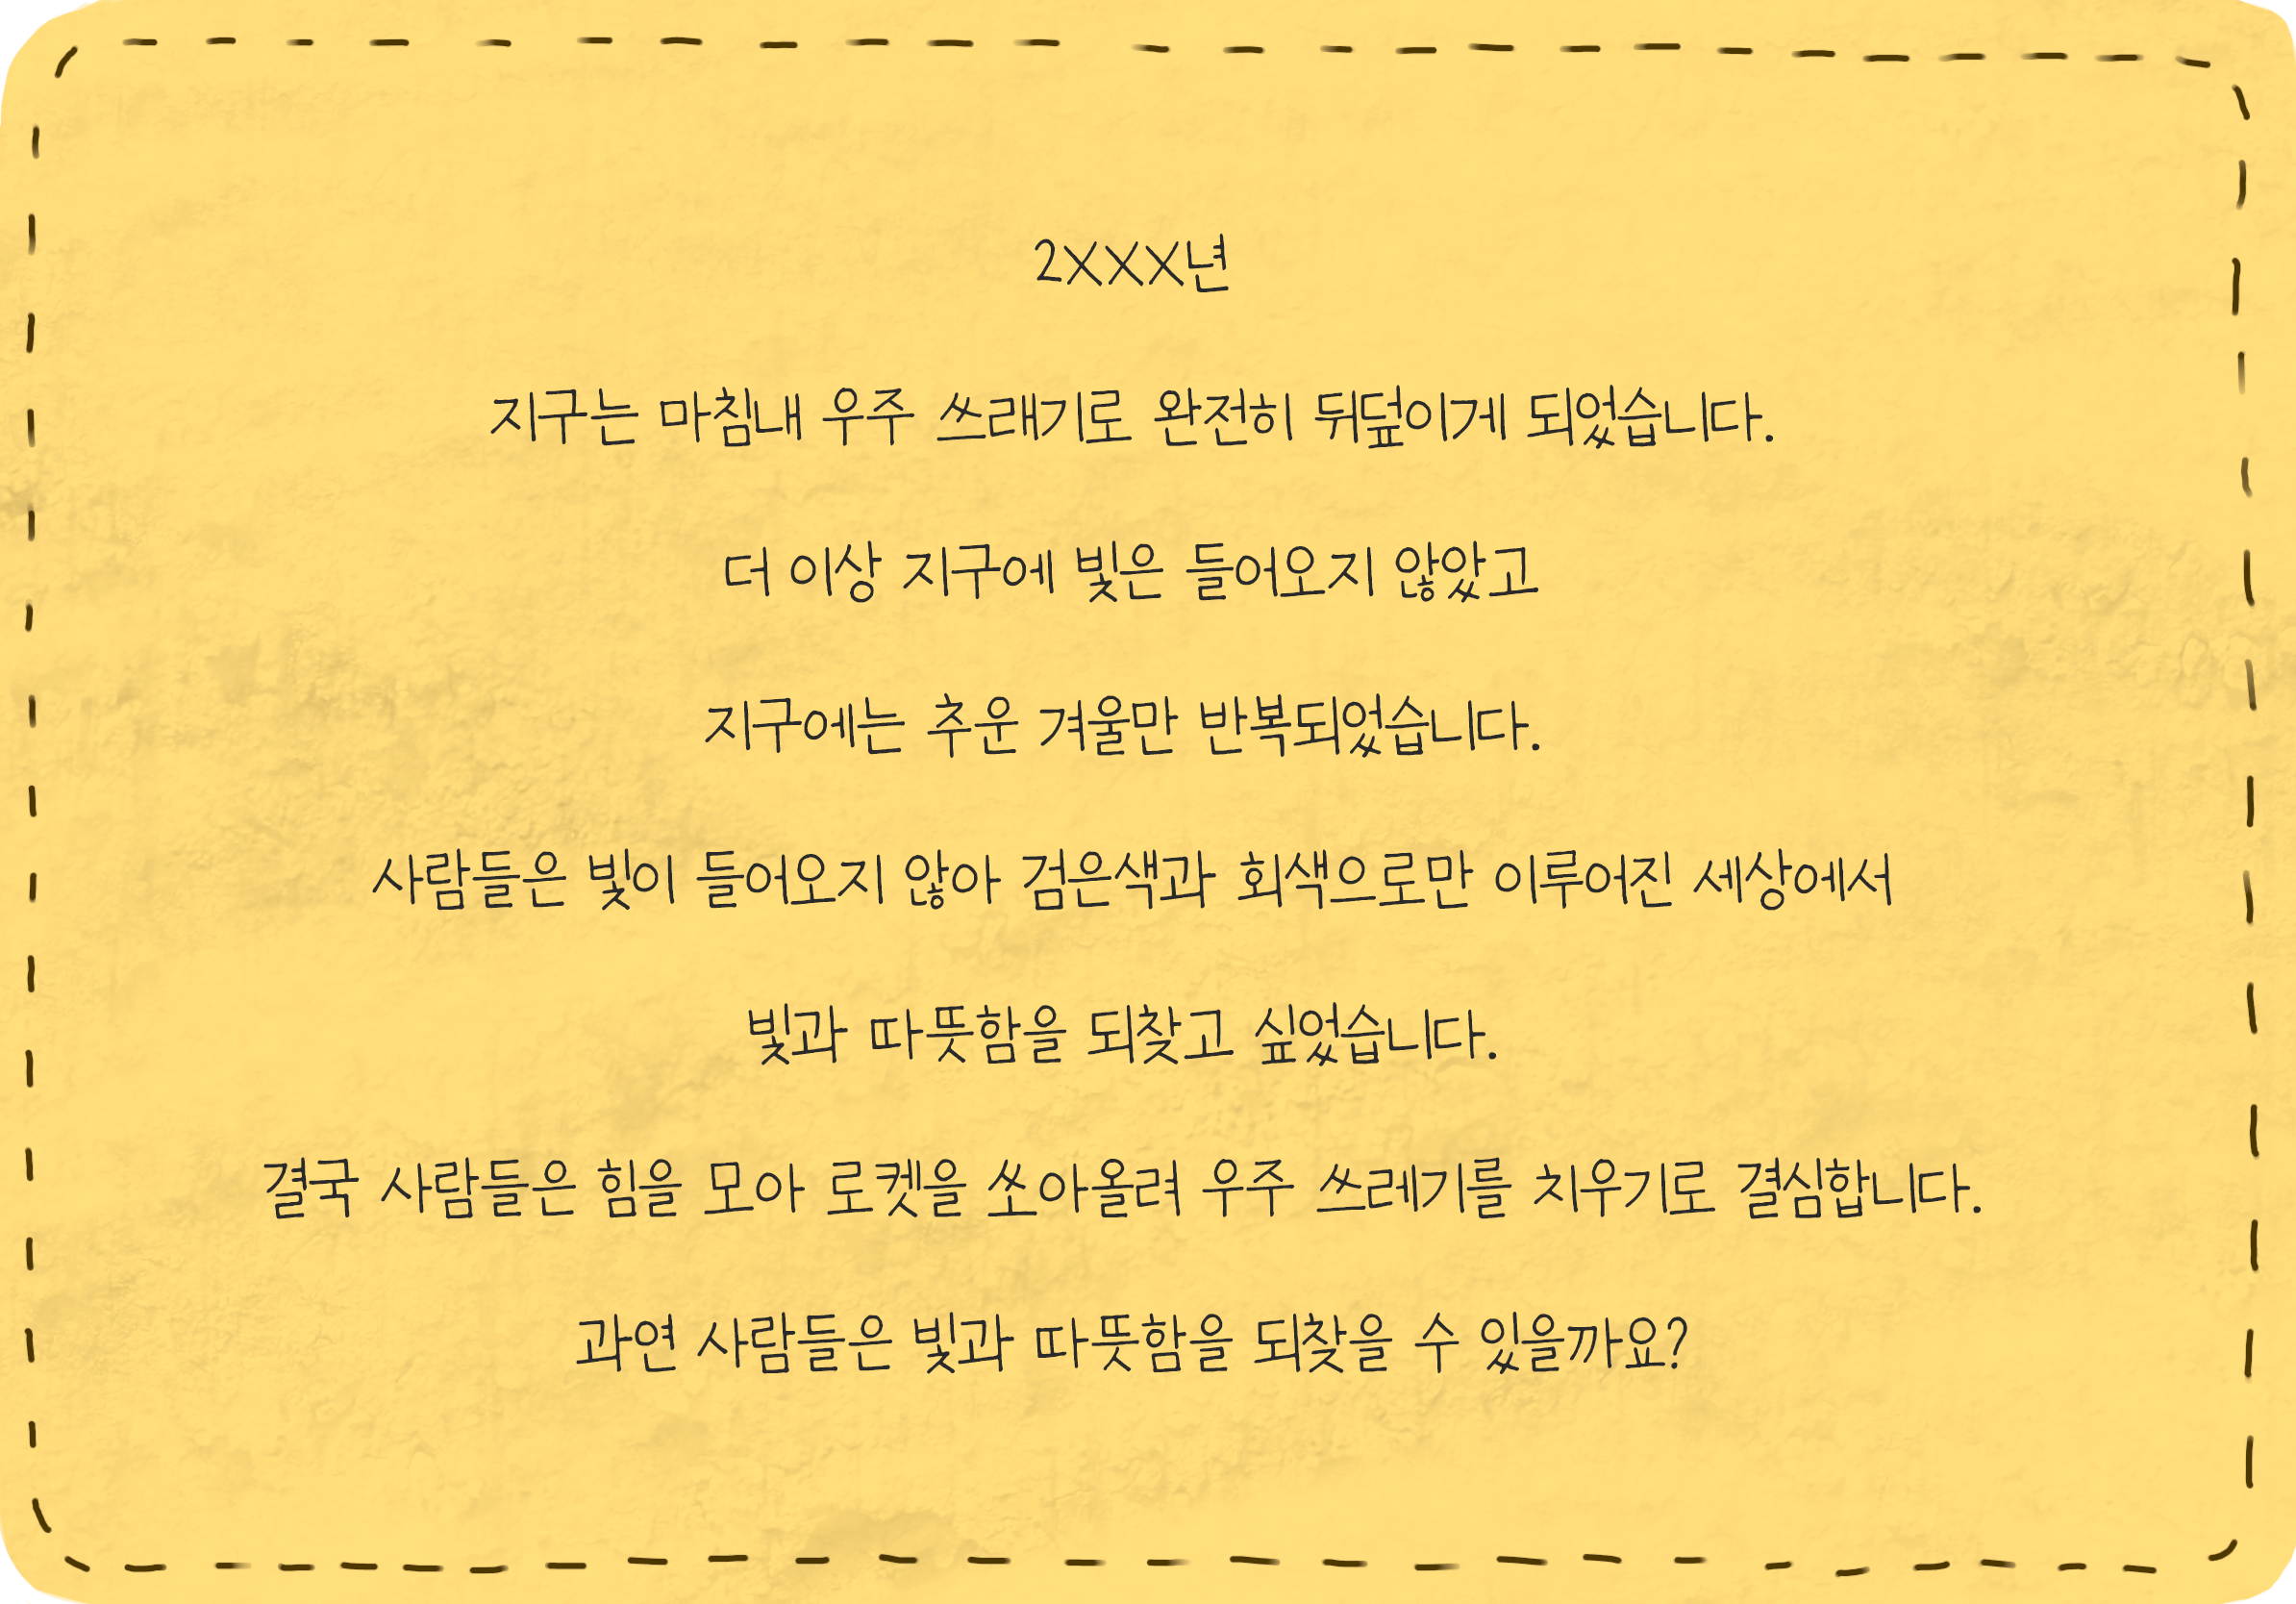 2XXX년
지구는 마침내 우주 쓰래기로 완전히 뒤덮이게 되었습니다.
더 이상 지구에 빛은 들어오지 않았고
지구에는 추운 겨울만 반복되었습니다.
사람들은 빛이 들어오지 않아 검은색과 회색으로만 이루어진 세상에서
빛과 따뜻함을 되찾고 싶었습니다.
결국 사람들은 힘을 모아 로켓을 쏘아올려 우주 쓰레기를 치우기로 결심합니다.
과연 사람들은 빛과 따뜻함을 되찾을 수 있을까요?